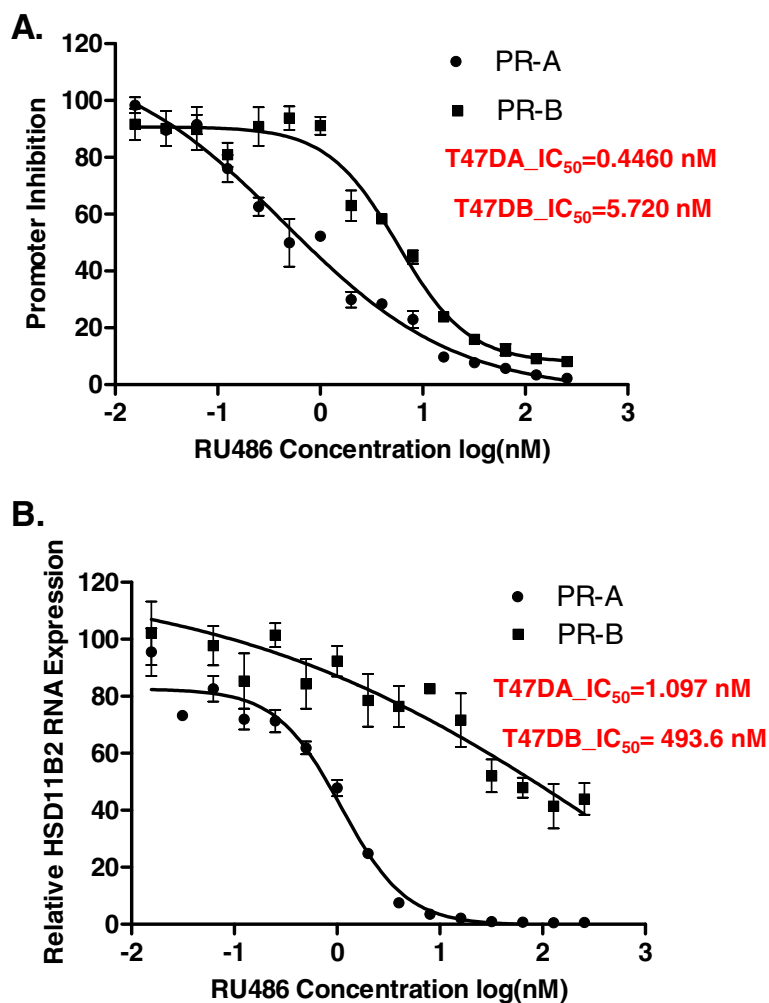 A.
120
100
80
60
40
20
0
Promoter Inhibition
PR-A
PR-B
T47DA_IC50=0.4460 nM
T47DB_IC50=5.720 nM
-2 -1 0 1 2 3
RU486 Concentration log(nM)
B.
120
100
80
60
40
20
0
Relative HSD11B2 RNA Expression
PR-A
PR-B
T47DA_IC50=1.097 nM
T47DB_IC50= 493.6 nM
-2 -1 0 1 2 3
RU486 Concentration log(nM)